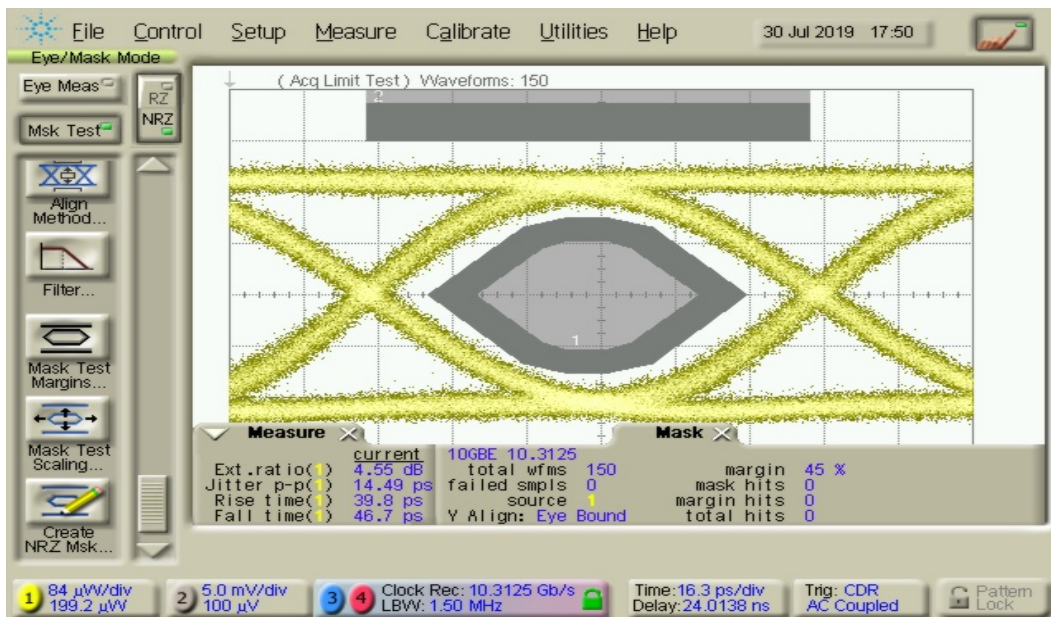 File Control Setup Measure Calibrate Utilities Help 30 Jul 2019 17:50
Eye/Mask Mode
Eye Meas
RZ
NRZ
Msk Test
( Acq Limit Test ) Waveforms: 150
2
Align
Method...
Filter...
1
Mask Test
Margins...
Mask Test
Scaling...
Create
NRZ Msk...
Measure
current
Ext.ratio(1) 4.55 dB
Jitter p-p(1) 14.49 ps
Rise time(1) 39.8 ps
Fall time(1) 46.7 ps
Mask
10GBE 10.3125
total wfms 150 margin 45 %
failed smpls 0 mask hits 0
source 1 margin hits 0
Y Align: Eye Bound total hits 0
1 84 µW/div
199.2 µW
2 5.0 mV/div
100 µV
3 4 Clock Rec: 10.3125 Gb/s
LBW: 1.50 MHz
Time:16.3 ps/div
Delay:24.0138 ns
Trig: CDR
AC Coupled
Pattern
Lock